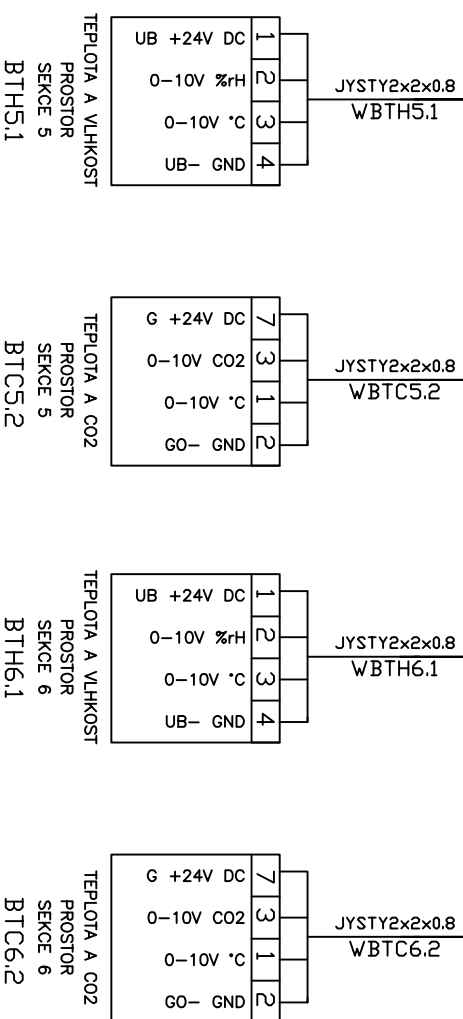 UB +24V DC 1
0-10V %rH 2
0-10V °C 3
UB- GND 4
JYSTY2x2x0.8
WBTH5.1
TEPLOTA A VLHKOST
PROSTOR
SEKCE 5
BTH5.1
G +24V DC 7
0-10V CO2 3
0-10V °C 1
GO- GND 2
JYSTY2x2x0.8
WBTC5.2
TEPLOTA A CO2
PROSTOR
SEKCE 5
BTC5.2
UB +24V DC 1
0-10V %rH 2
0-10V °C 3
UB- GND 4
JYSTY2x2x0.8
WBTH6.1
TEPLOTA A VLHKOST
PROSTOR
SEKCE 6
BTH6.1
G +24V DC 7
0-10V CO2 3
0-10V °C 1
GO- GND 2
JYSTY2x2x0.8
WBTC6.2
TEPLOTA A CO2
PROSTOR
SEKCE 6
BTC6.2